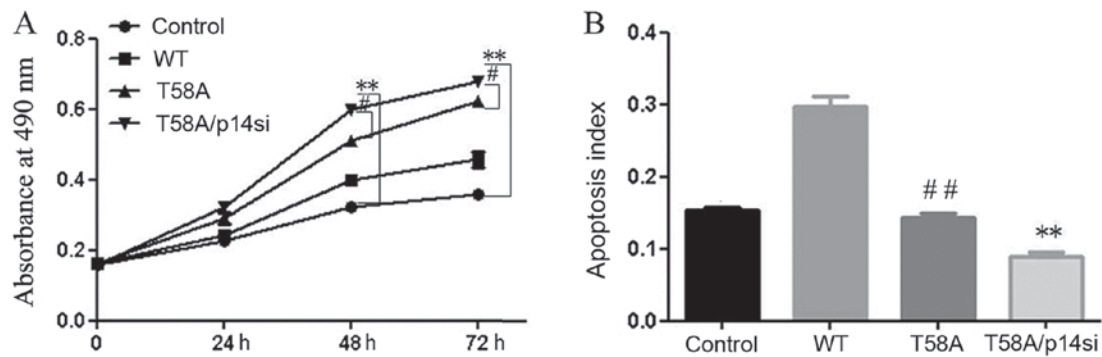 A
Absorbance at 490 nm
0.8
0.6
0.4
0.2
0.0
Control
WT
T58A
T58A/p14si
**
#
**
#
0
24 h
48 h
72 h
B
Apoptosis index
0.4
0.3
0.2
0.1
0.0
# #
**
Control
WT
T58A
T58A/p14si